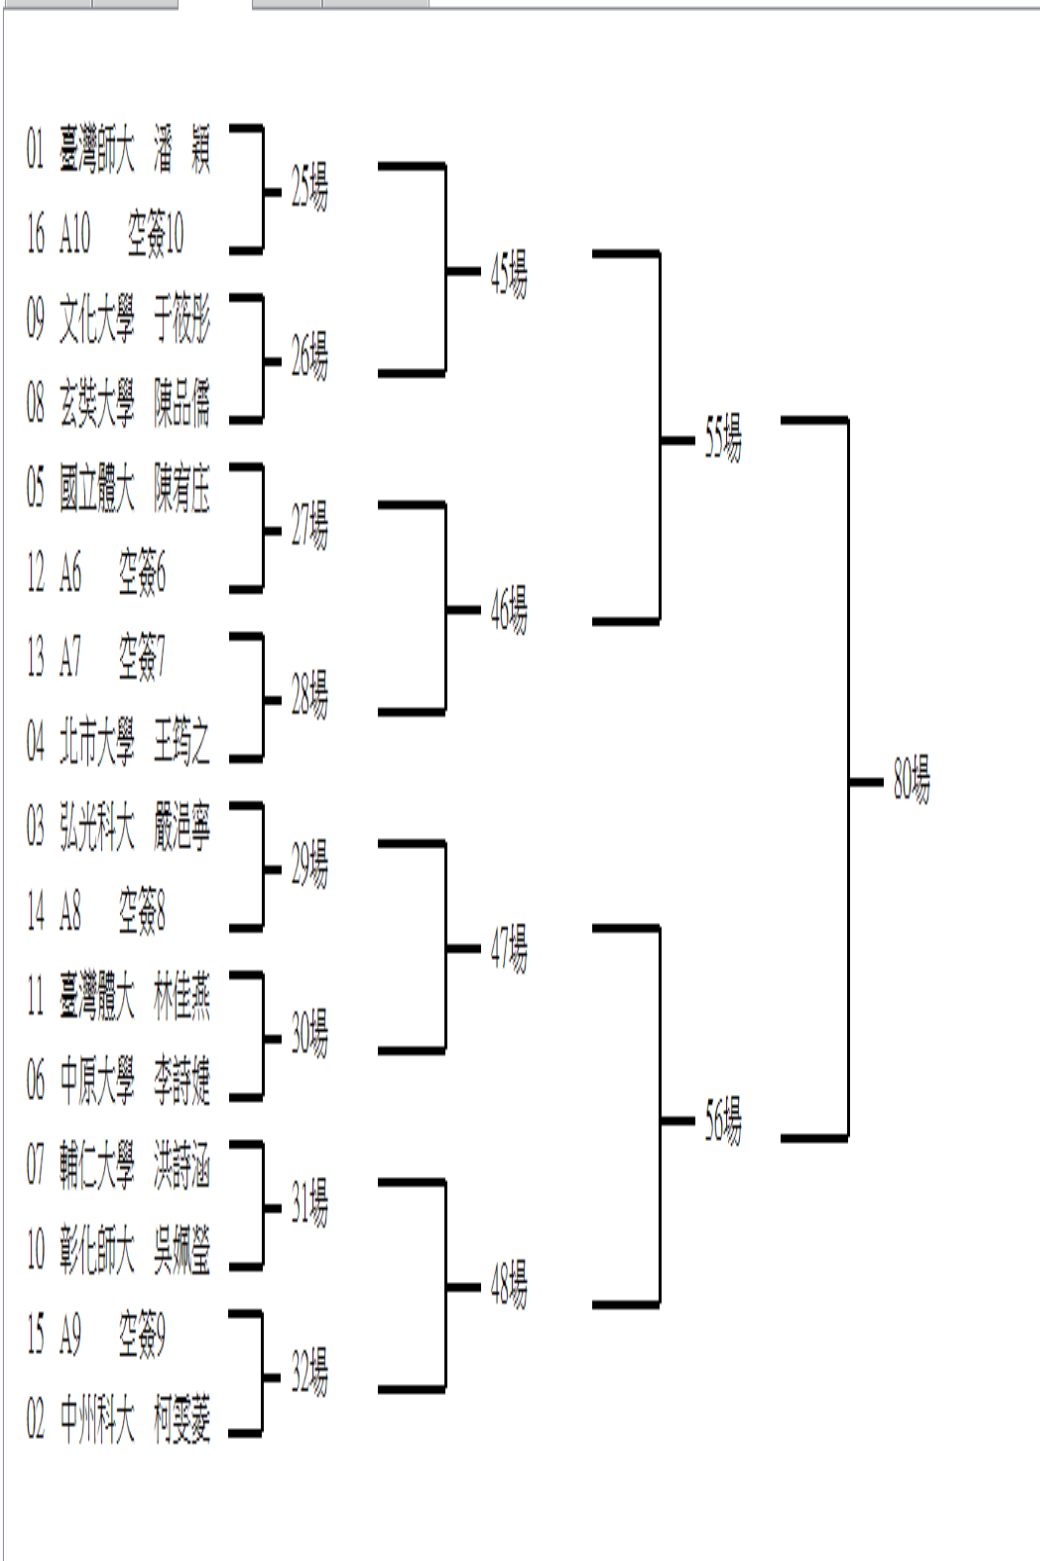 01 臺灣師大 潘 穎
25場
16 A10 空簽10
45場
09 文化大學 于筱彤
26場
08 玄奘大學 陳品儒
55場
05 國立體大 陳宥庒
27場
12 A6 空簽6
46場
13 A7 空簽7
28場
04 北市大學 王筠之
80場
03 弘光科大 嚴浥寧
29場
14 A8 空簽8
47場
11 臺灣體大 林佳燕
30場
06 中原大學 李詩婕
56場
07 輔仁大學 洪詩涵
31場
10 彰化師大 吳姵瑩
48場
15 A9 空簽9
32場
02 中州科大 柯雯菱